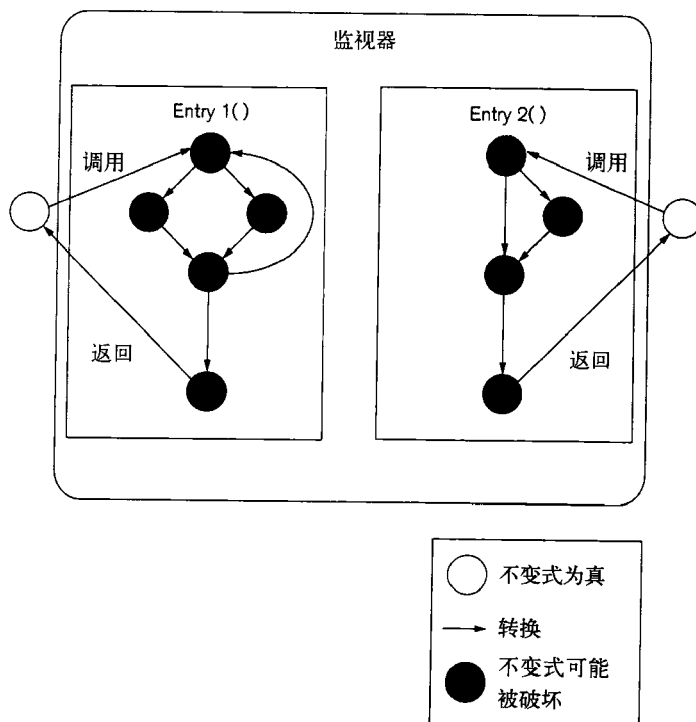 监视器
Entry 1()
Entry 2()
调用
调用
返回
返回
不变式为真
转换
不变式可能
被破坏